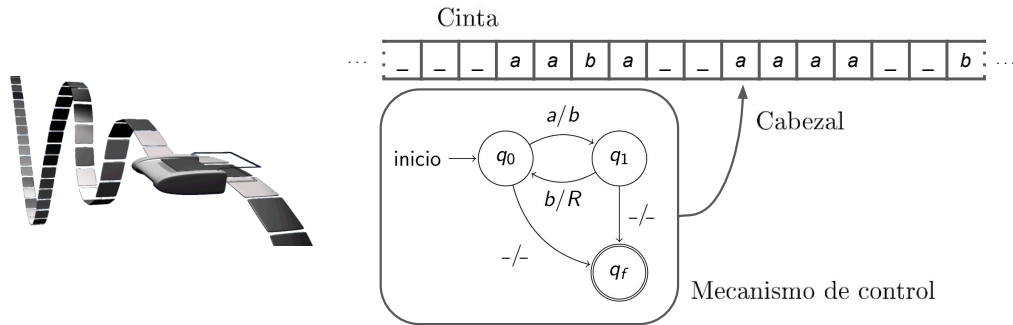 Cinta
... _ _ _ a a b a _ _ a a a a _ _ b ...
Cabezal
a/b
inicio q0 q1
b/R
–/–
–/–
qf
Mecanismo de control